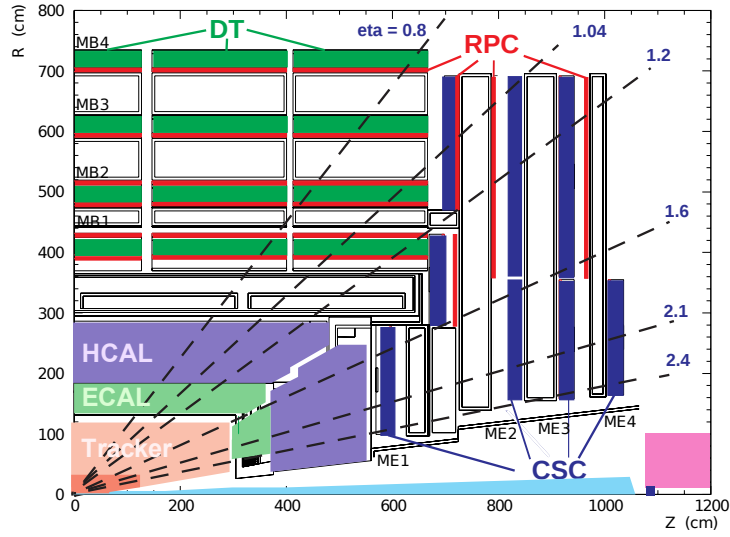 R (cm)
800
700
600
500
400
300
200
100
0
MB4
DT
eta = 0.8
RPC
1.04
1.2
MB3
MB2
MB1
1.6
2.1
2.4
HCAL
ECAL
Tracker
ME1
ME2
ME3
ME4
CSC
0
200
400
600
800
1000
1200
Z (cm)